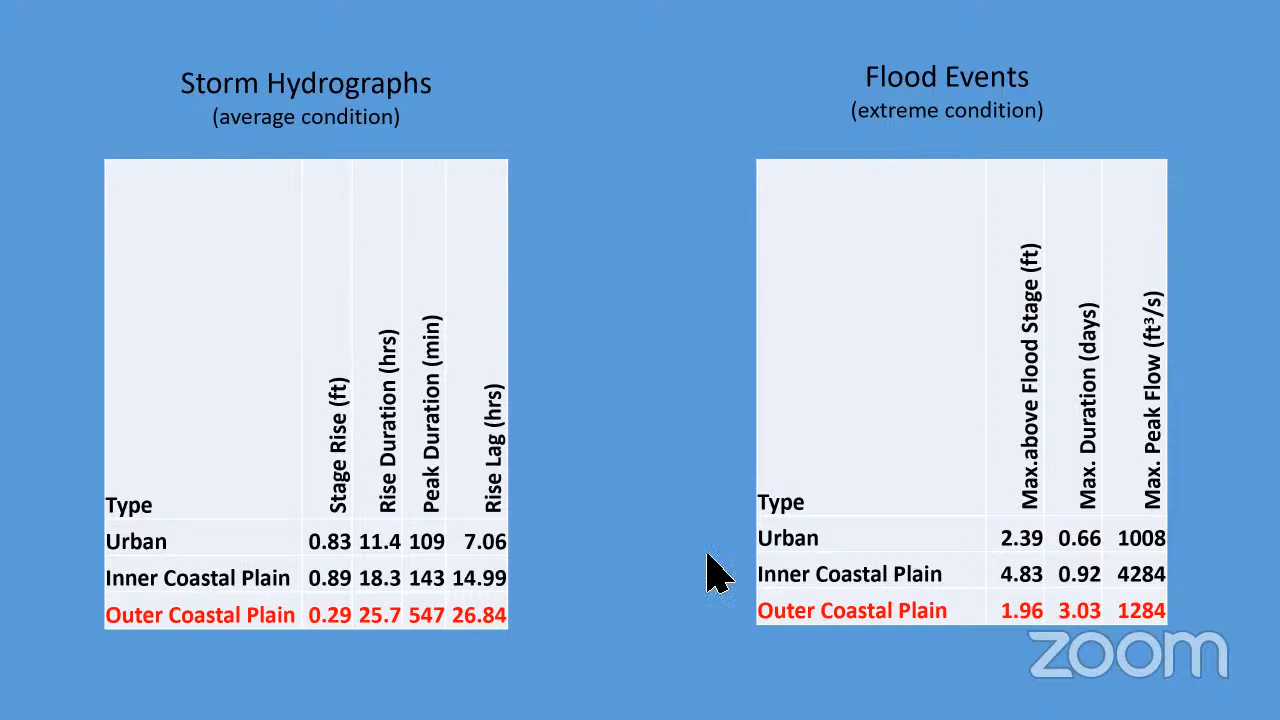 Storm Hydrographs
(average condition)
Type Stage Rise (ft) Rise Duration (hrs) Peak Duration (min) Rise Lag (hrs)
Urban 0.83 11.4 109 7.06
Inner Coastal Plain 0.89 18.3 143 14.99
Outer Coastal Plain 0.29 25.7 547 26.84
Flood Events
(extreme condition)
Type Max.above Flood Stage (ft) Max. Duration (days) Max. Peak Flow (ft³/s)
Urban 2.39 0.66 1008
Inner Coastal Plain 4.83 0.92 4284
Outer Coastal Plain 1.96 3.03 1284
zoom